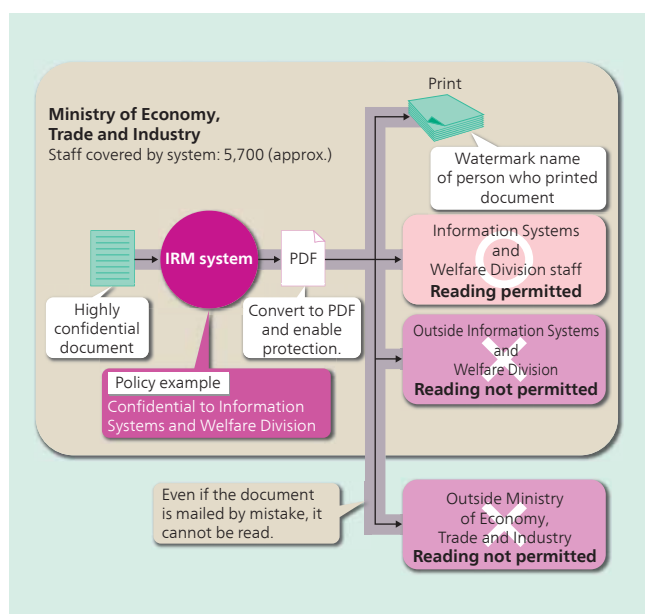 Print
Ministry of Economy,
Trade and Industry
Staff covered by system: 5,700 (approx.)
Watermark name
of person who printed
document
IRM system
PDF
Information Systems
and
Welfare Division staff
Reading permitted
Highly
confidential
document
Convert to PDF
and enable
protection.
Outside Information Systems
and
Welfare Division
Reading not permitted
Policy example
Confidential to Information
Systems and Welfare Division
Even if the document
is mailed by mistake, it
cannot be read.
Outside Ministry
of Economy,
Trade and Industry
Reading not permitted